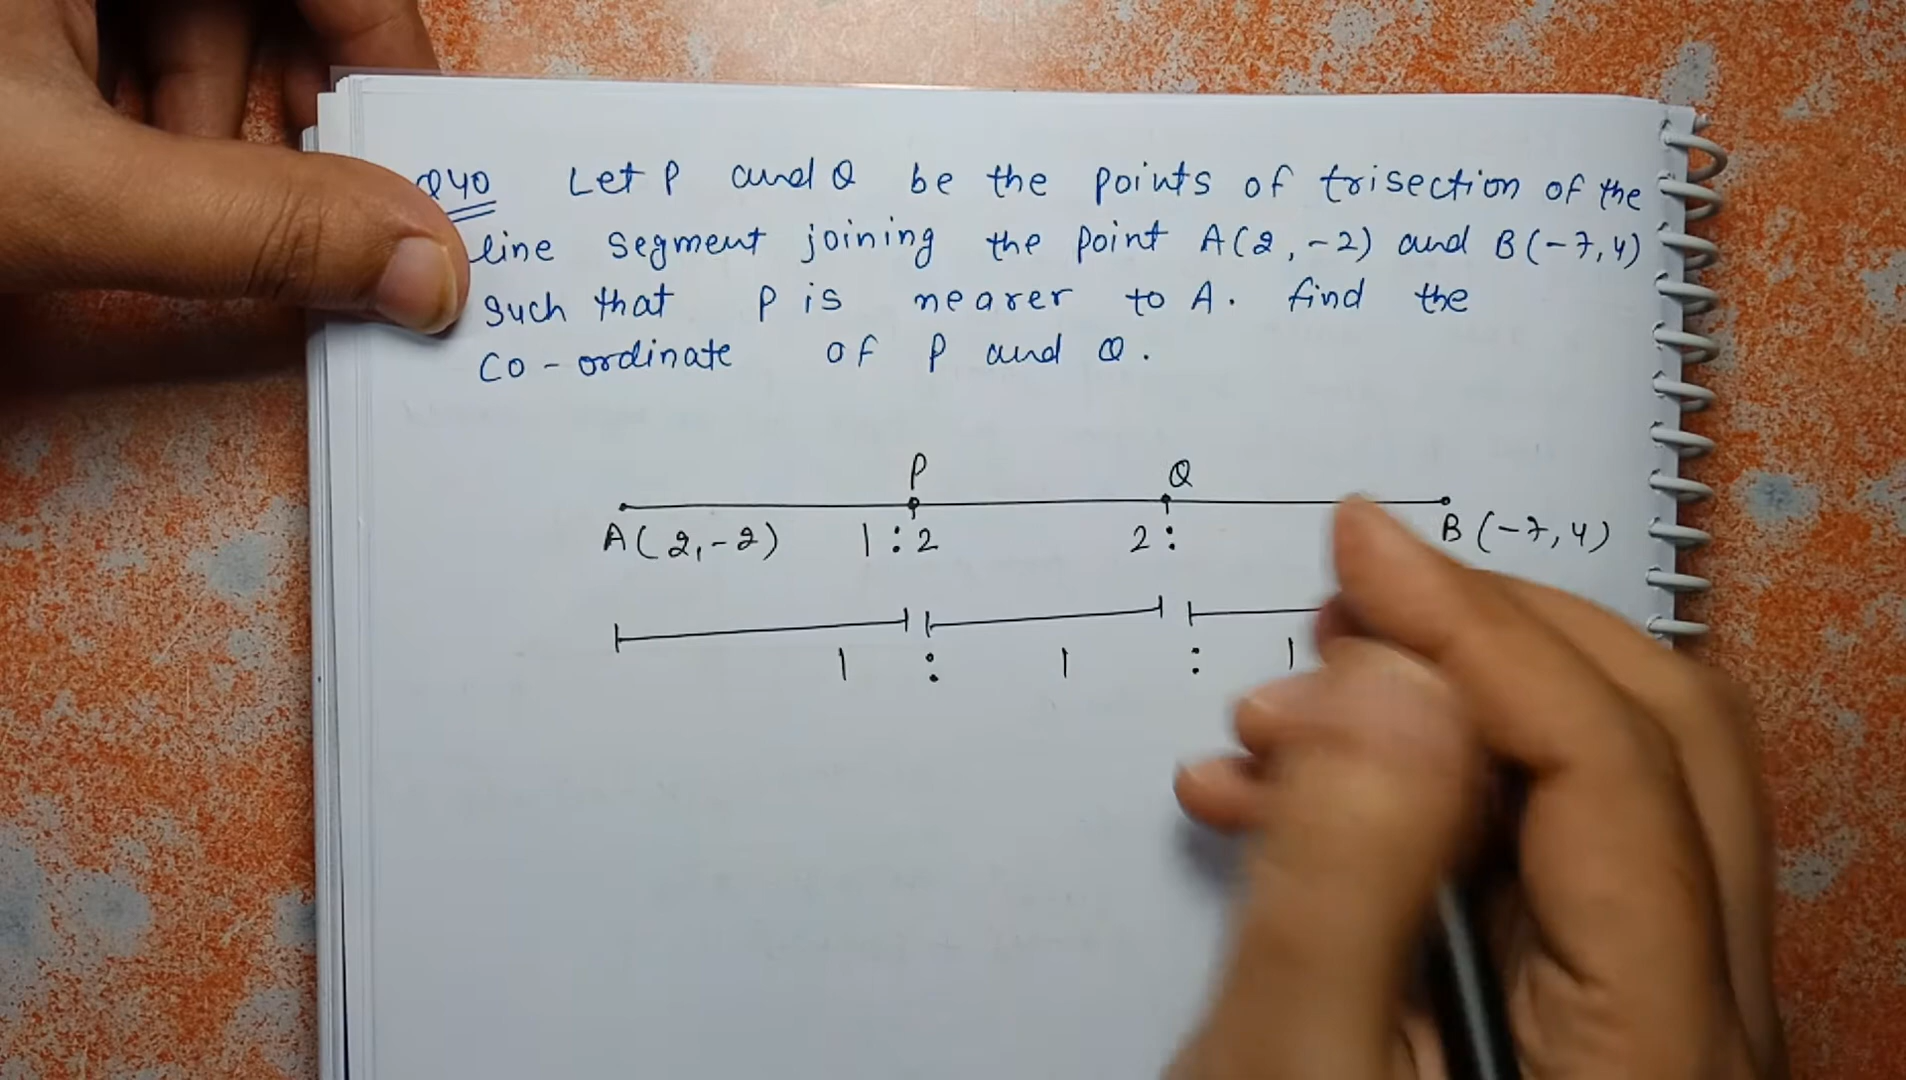 Q40 Let P and Q be the points of trisection of the
line segment joining the point A(2,-2) and B(-7,4)
such that P is nearer to A. find the
co-ordinate of P and Q.
P Q
A(2,-2) 1:2 2: B(-7,4)
1 : 1 : 1